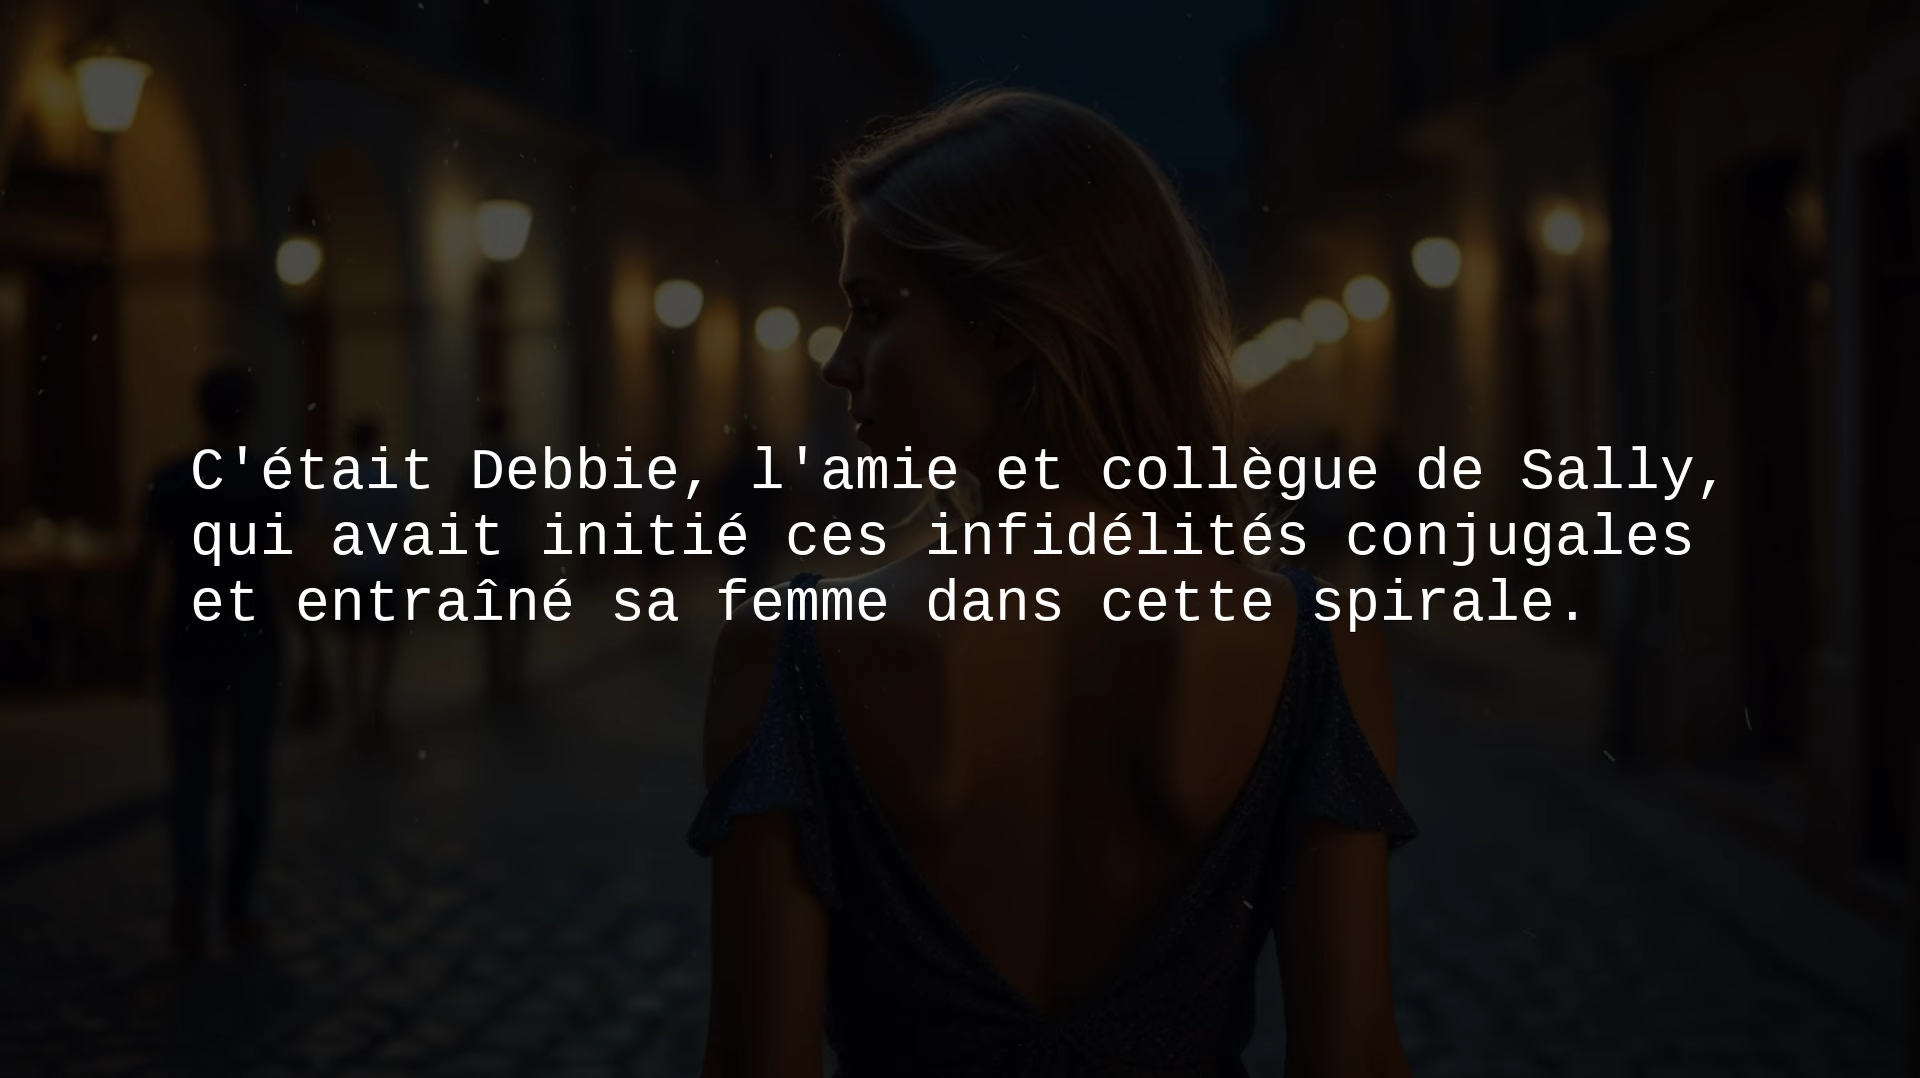 C'était Debbie, l'amie et collègue de Sally,
qui avait initié ces infidélités conjugales
et entraîné sa femme dans cette spirale.